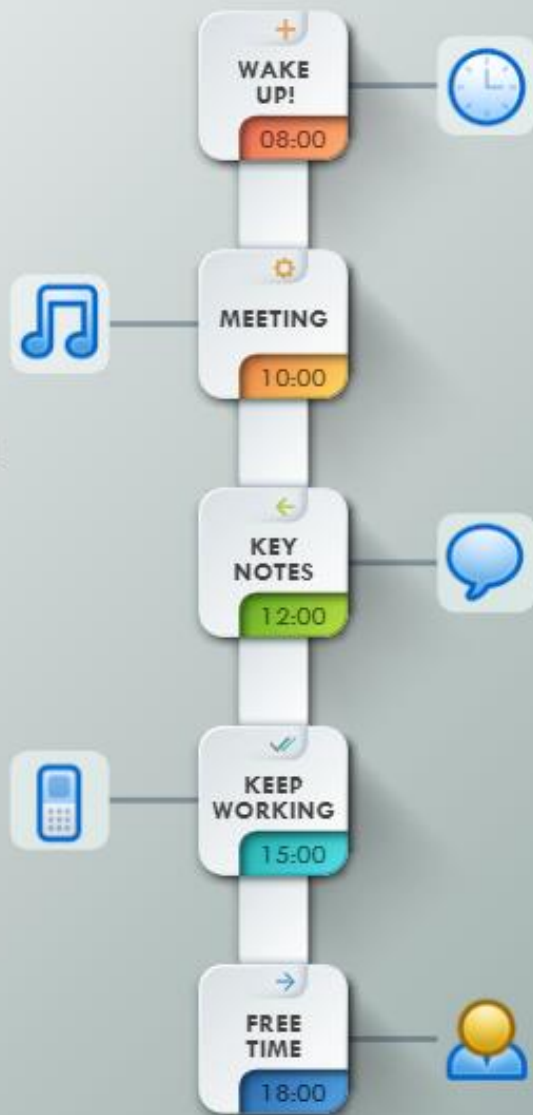 WAKE
UP!
08:00
MEETING
10:00
KEY
NOTES
12:00
KEEP
WORKING
15:00
FREE
TIME
18:00